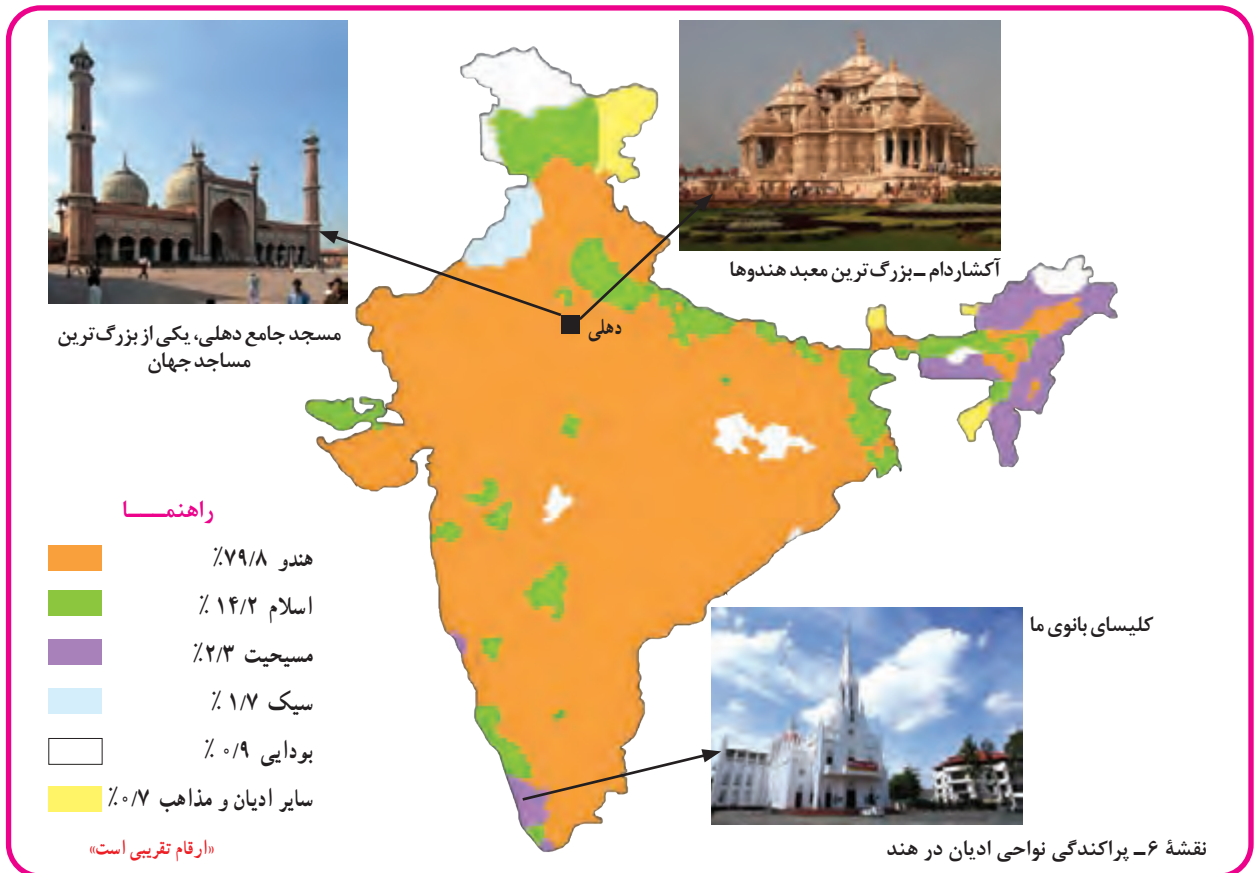 آکشاردام ـ بزرگ‌ترین معبد هندوها
مسجد جامع دهلی، یکی از بزرگ‌ترین
مساجد جهان
دهلی
راهنمـــــا
هندو ۷۹/۸٪
اسلام ۱۴/۲ ٪
مسیحیت ۲/۳٪
سیک ۱/۷ ٪
بودایی ۰/۹ ٪
سایر ادیان و مذاهب ۰/۷٪
«ارقام تقریبی است»
کلیسای بانوی ما
نقشهٔ ۶ـ پراکندگی نواحی ادیان در هند